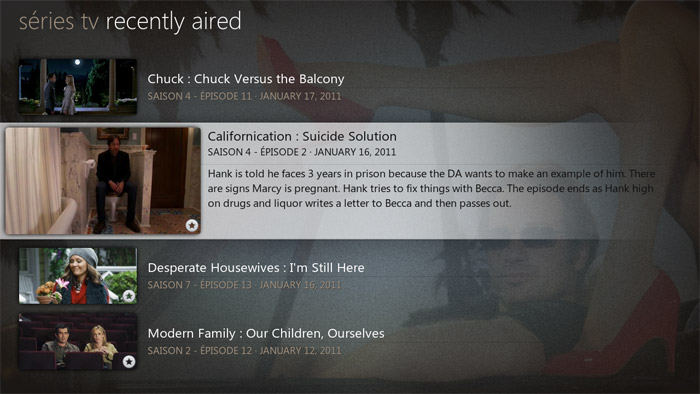 séries tv recently aired
Chuck : Chuck Versus the Balcony
SAISON 4 - ÉPISODE 11 · JANUARY 17, 2011
Californication : Suicide Solution
SAISON 4 - ÉPISODE 2 · JANUARY 16, 2011
Hank is told he faces 3 years in prison because the DA wants to make an example of him. There
are signs Marcy is pregnant. Hank tries to fix things with Becca. The episode ends as Hank high
on drugs and liquor writes a letter to Becca and then passes out.
Desperate Housewives : I'm Still Here
SAISON 7 - ÉPISODE 13 · JANUARY 16, 2011
Modern Family : Our Children, Ourselves
SAISON 2 - ÉPISODE 12 · JANUARY 12, 2011